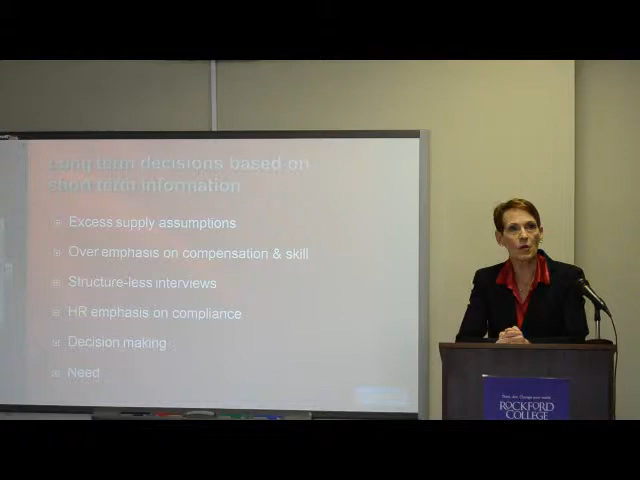 Long term decisions based on
short term information
Excess supply assumptions
Over emphasis on compensation & skill
Structure-less interviews
HR emphasis on compliance
Decision making
Need
ROCKFORD
COLLEGE